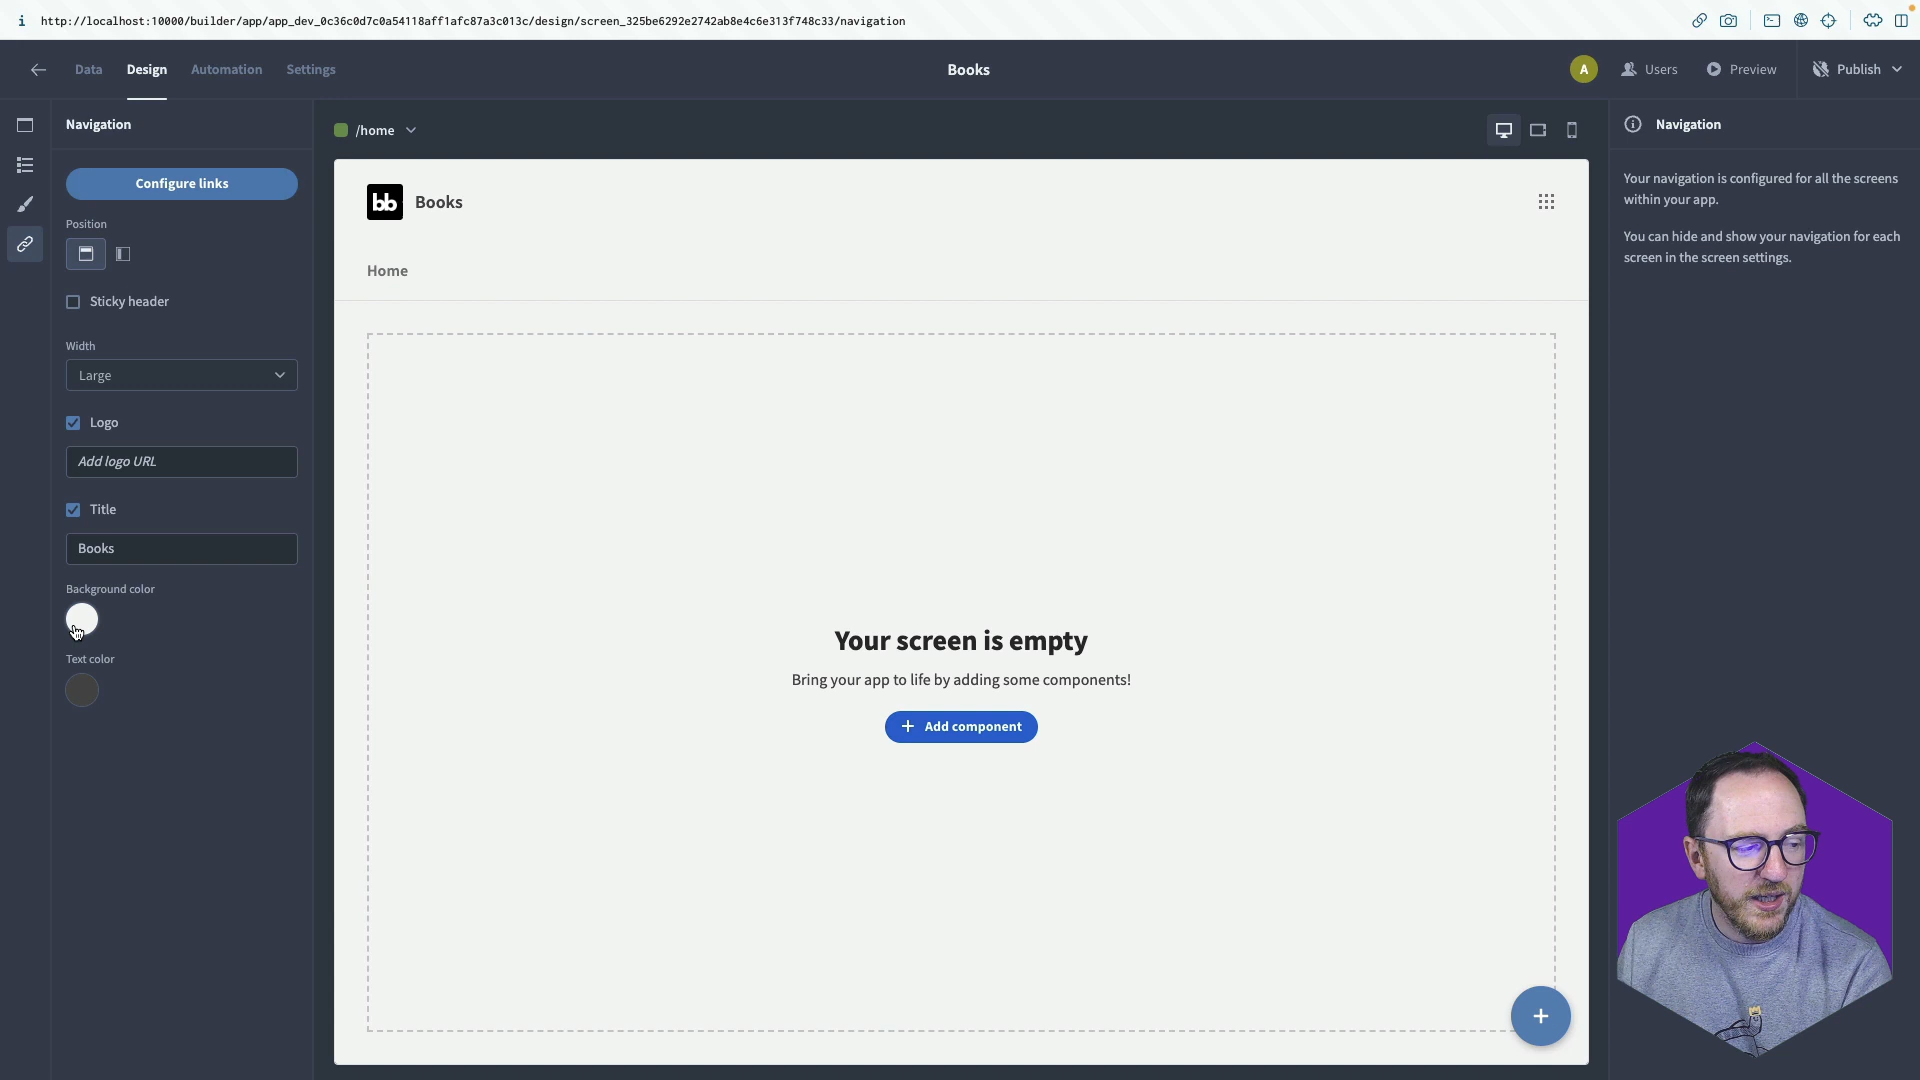 i http://localhost:10000/builder/app/app_dev_0c36c0d7c0a54118aff1afc87a3c013c/design/screen_325be6292e2742ab8e4c6e313f748c33/navigation
Data Design Automation Settings
Books
A Users Preview Publish
Navigation
Configure links
Position
Sticky header
Width
Large
Logo
Add logo URL
Title
Books
Background color
Text color
/home
bb Books
Home
Your screen is empty
Bring your app to life by adding some components!
+ Add component
+
Navigation
Your navigation is configured for all the screens
within your app.
You can hide and show your navigation for each
screen in the screen settings.